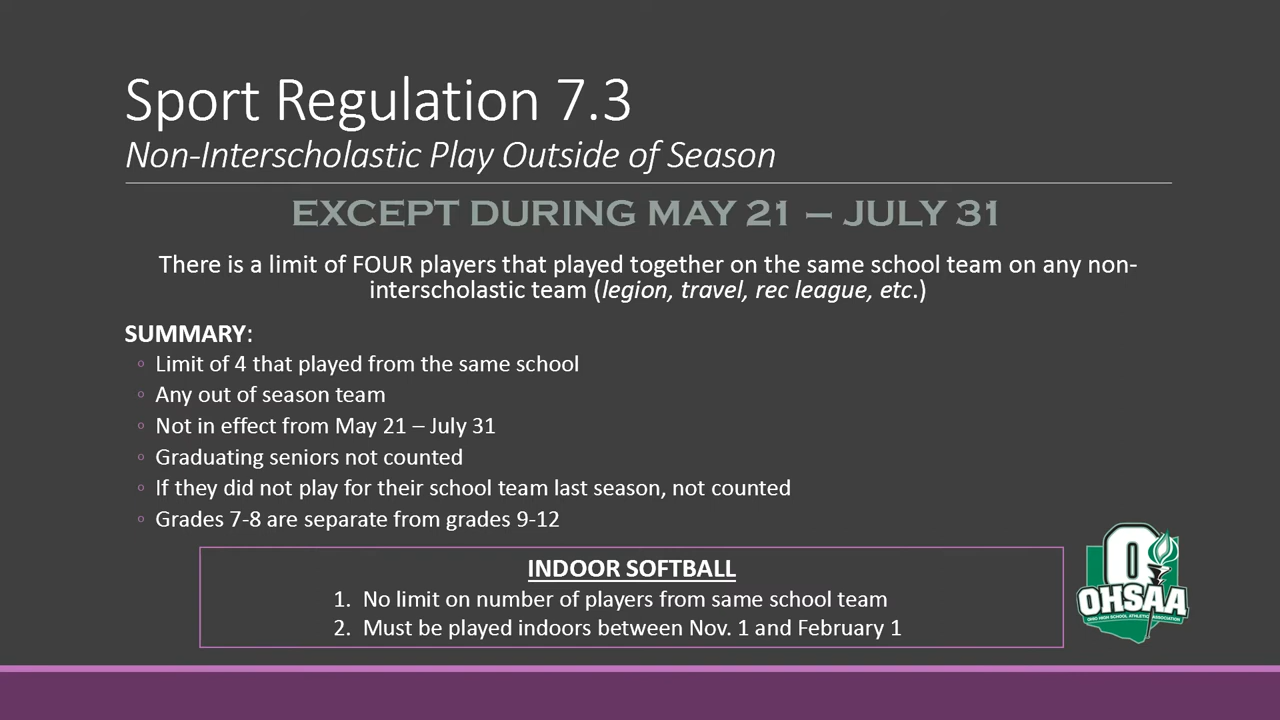 Sport Regulation 7.3
Non-Interscholastic Play Outside of Season
EXCEPT DURING MAY 21 – JULY 31
There is a limit of FOUR players that played together on the same school team on any non-
interscholastic team (legion, travel, rec league, etc.)
SUMMARY:
◦ Limit of 4 that played from the same school
◦ Any out of season team
◦ Not in effect from May 21 – July 31
◦ Graduating seniors not counted
◦ If they did not play for their school team last season, not counted
◦ Grades 7-8 are separate from grades 9-12
INDOOR SOFTBALL
1. No limit on number of players from same school team
2. Must be played indoors between Nov. 1 and February 1
O
OHSAA
OHIO HIGH SCHOOL ATHLETIC ASSOCIATION